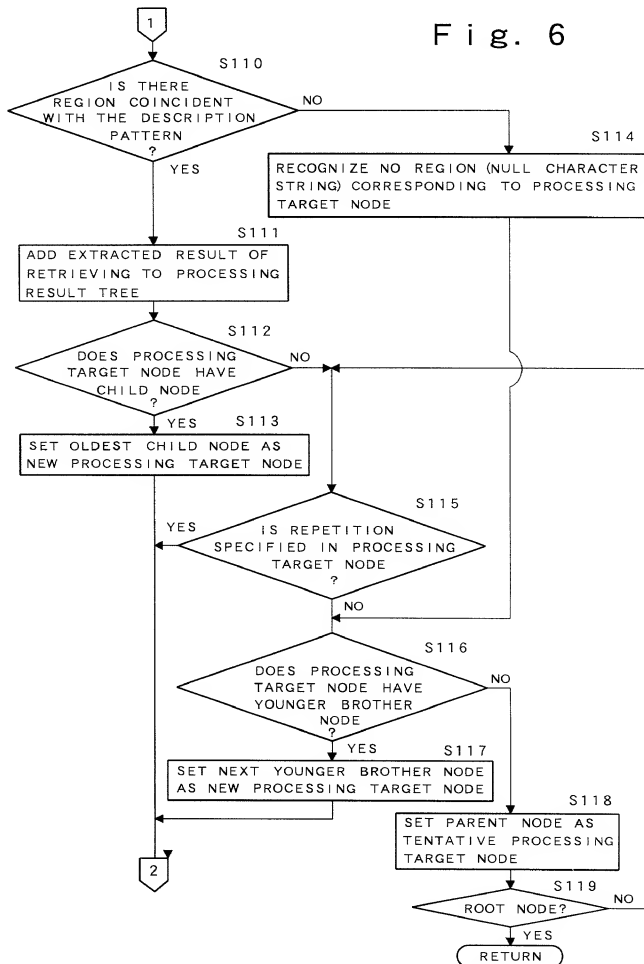 Fig. 6
1
S110
IS THERE
REGION COINCIDENT
WITH THE DESCRIPTION
PATTERN
?
NO
YES
S114
RECOGNIZE NO REGION (NULL CHARACTER
STRING) CORRESPONDING TO PROCESSING
TARGET NODE
S111
ADD EXTRACTED RESULT OF
RETRIEVING TO PROCESSING
RESULT TREE
S112
DOES PROCESSING
TARGET NODE HAVE
CHILD NODE
?
NO
YES
S113
SET OLDEST CHILD NODE AS
NEW PROCESSING TARGET NODE
S115
YES
IS REPETITION
SPECIFIED IN PROCESSING
TARGET NODE
?
NO
S116
DOES PROCESSING
TARGET NODE HAVE
YOUNGER BROTHER
NODE
?
NO
YES
S117
SET NEXT YOUNGER BROTHER NODE
AS NEW PROCESSING TARGET NODE
S118
SET PARENT NODE AS
TENTATIVE PROCESSING
TARGET NODE
2
S119
ROOT NODE?
NO
YES
RETURN